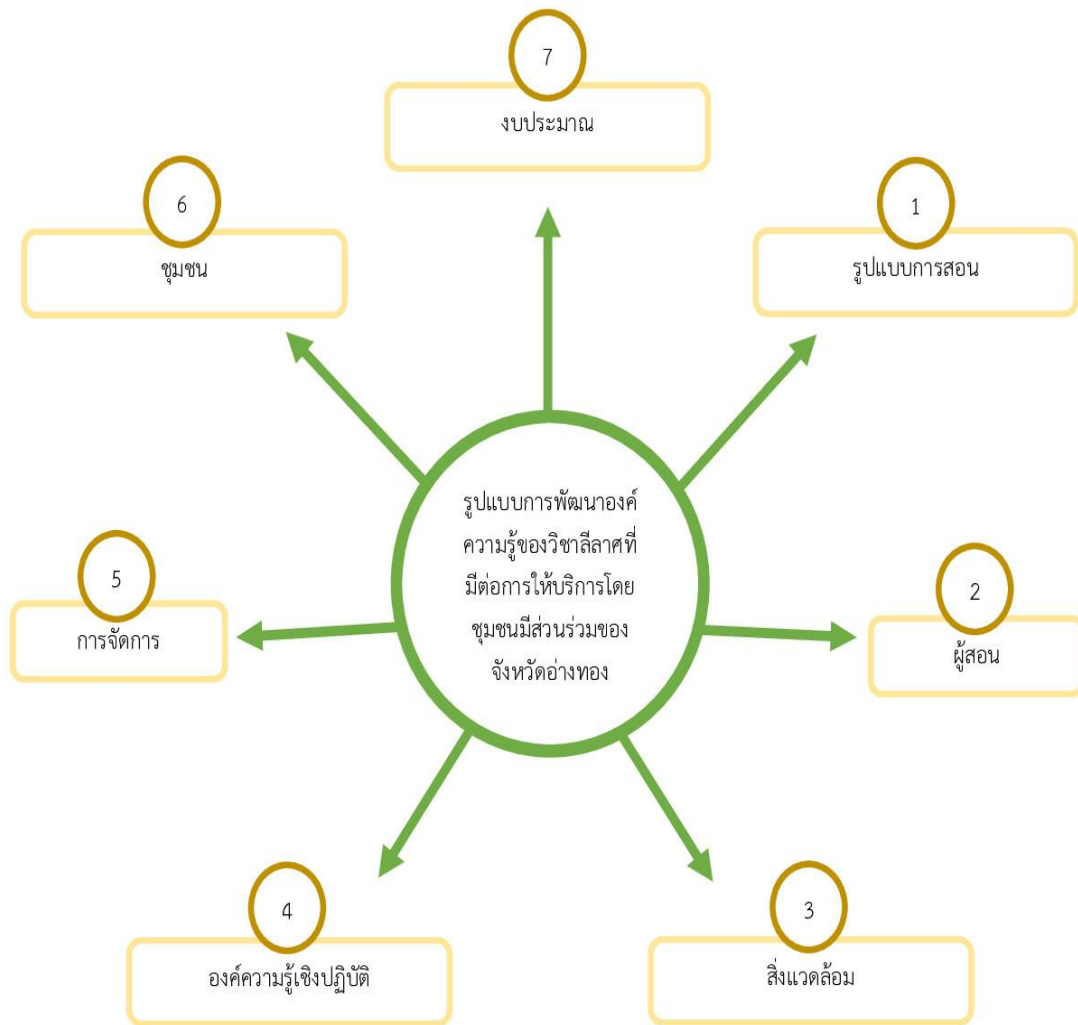 7
งบประมาณ
6
ชุมชน
1
รูปแบบการสอน
รูปแบบการพัฒนาองค์
ความรู้ของวิชาลีลาศที่
มีต่อการให้บริการโดย
ชุมชนมีส่วนร่วมของ
จังหวัดอ่างทอง
5
การจัดการ
2
ผู้สอน
4
องค์ความรู้เชิงปฏิบัติ
3
สิ่งแวดล้อม